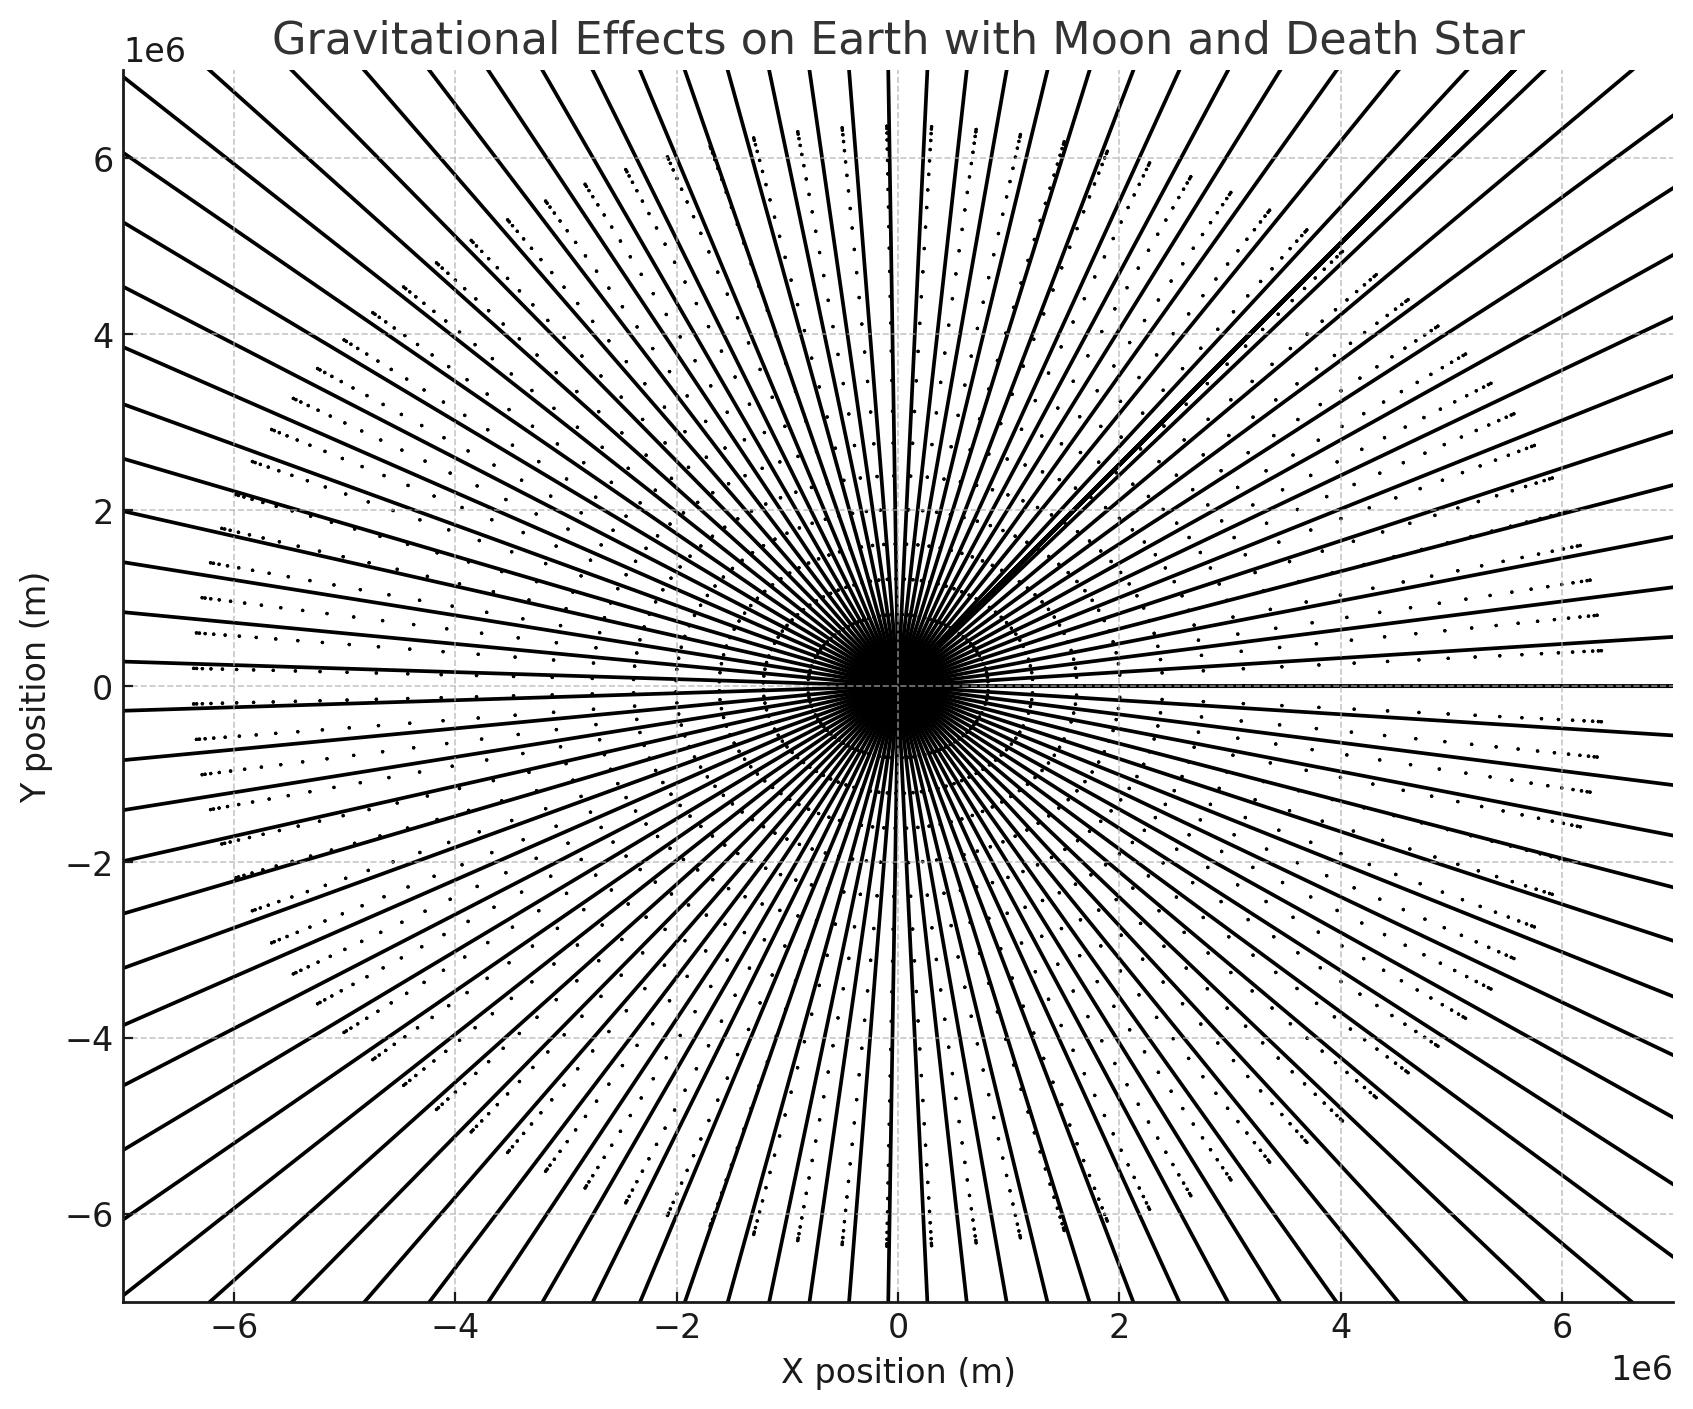 Gravitational Effects on Earth with Moon and Death Star
1e6
6
4
2
0
−2
−4
−6
Y position (m)
−6 −4 −2 0 2 4 6
X position (m)
1e6